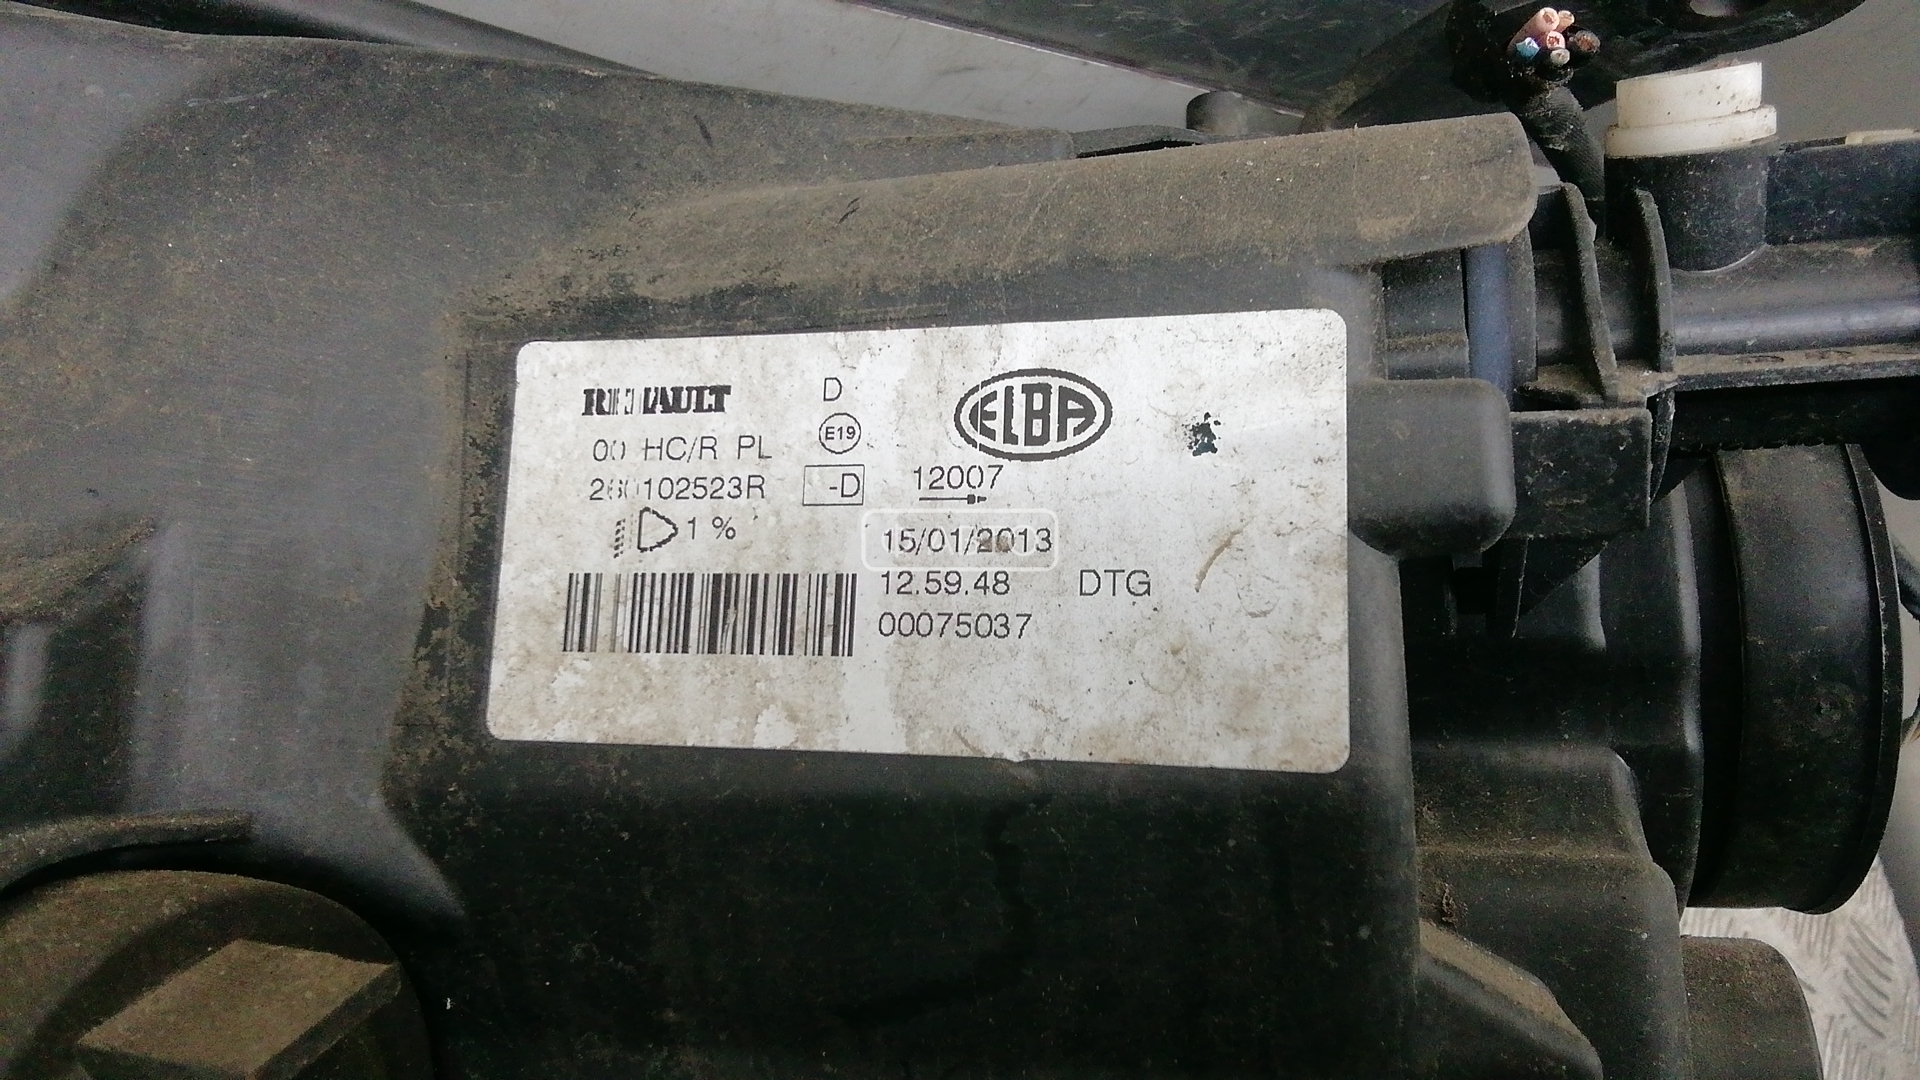 RENAULT D
E19
ELBA
00 HC/R PL
260102523R -D 12007
1 %
15/01/2013
12.59.48 DTG
00075037